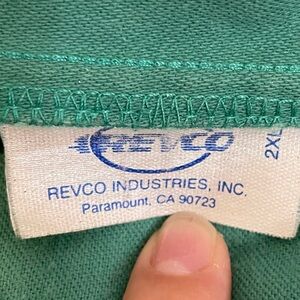 REVCO
2XL
REVCO INDUSTRIES, INC.
Paramount, CA 90723